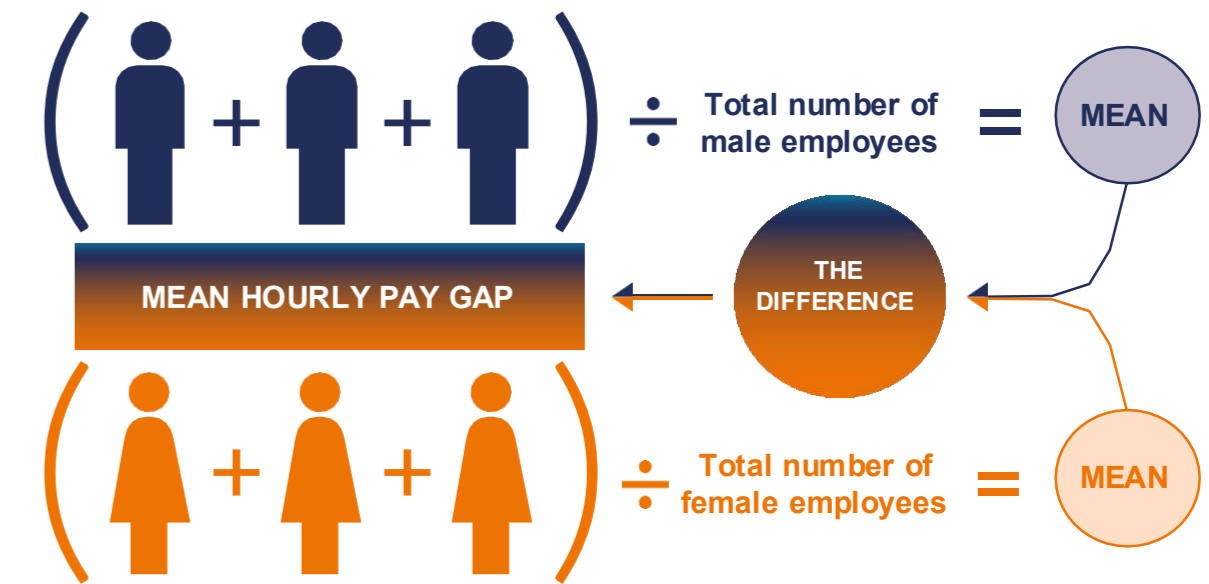 Total number of
male employees
MEAN
THE
DIFFERENCE
MEAN HOURLY PAY GAP
Total number of
female employees
MEAN